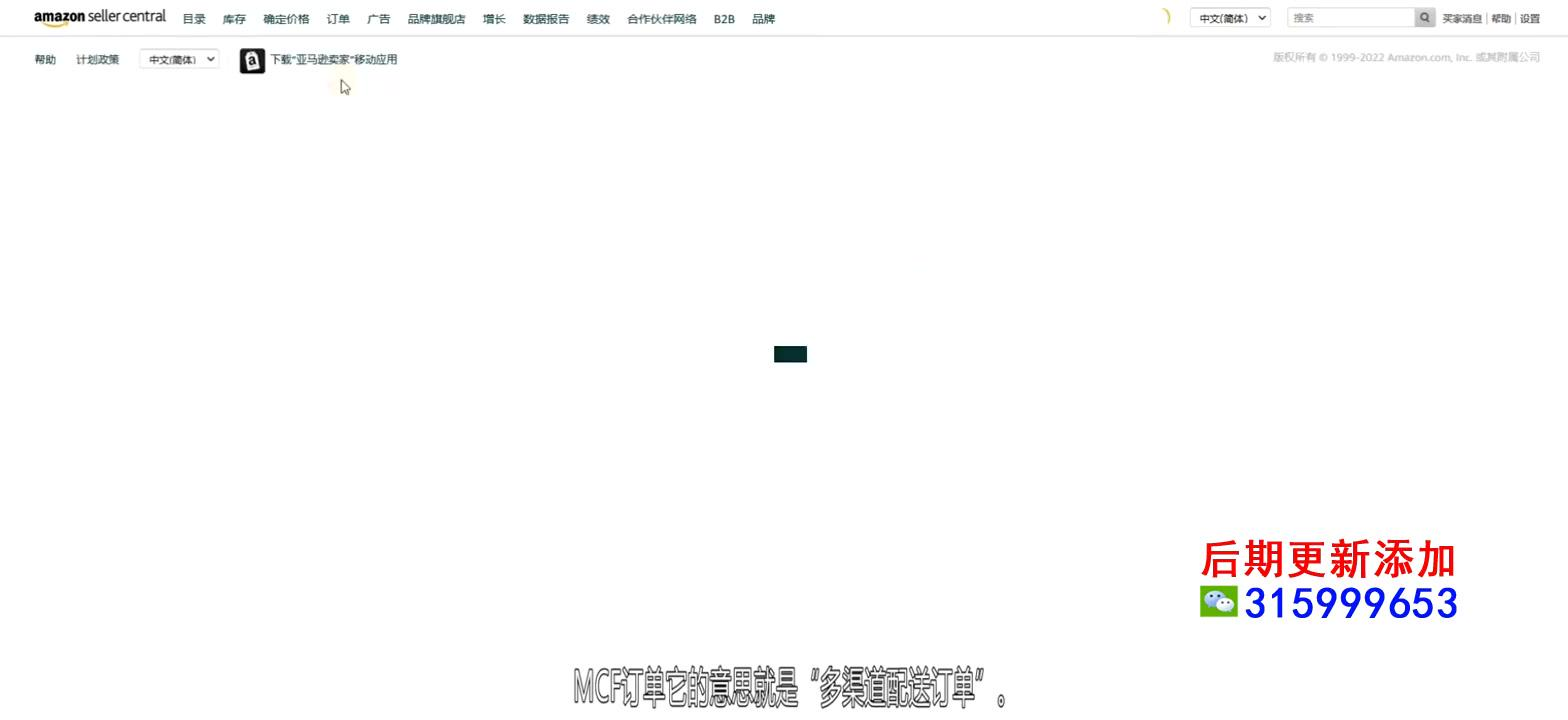 amazon seller central 目录 库存 确定价格 订单 广告 品牌旗舰店 增长 数据报告 绩效 合作伙伴网络 B2B 品牌 中文(简体) 搜索 买家消息 | 帮助 | 设置
帮助 计划政策 中文(简体) 下载"亚马逊卖家"移动应用 版权所有 © 1999-2022 Amazon.com, Inc. 或其附属公司
后期更新添加
315999653
MCF订单它的意思就是“多渠道配送订单”。